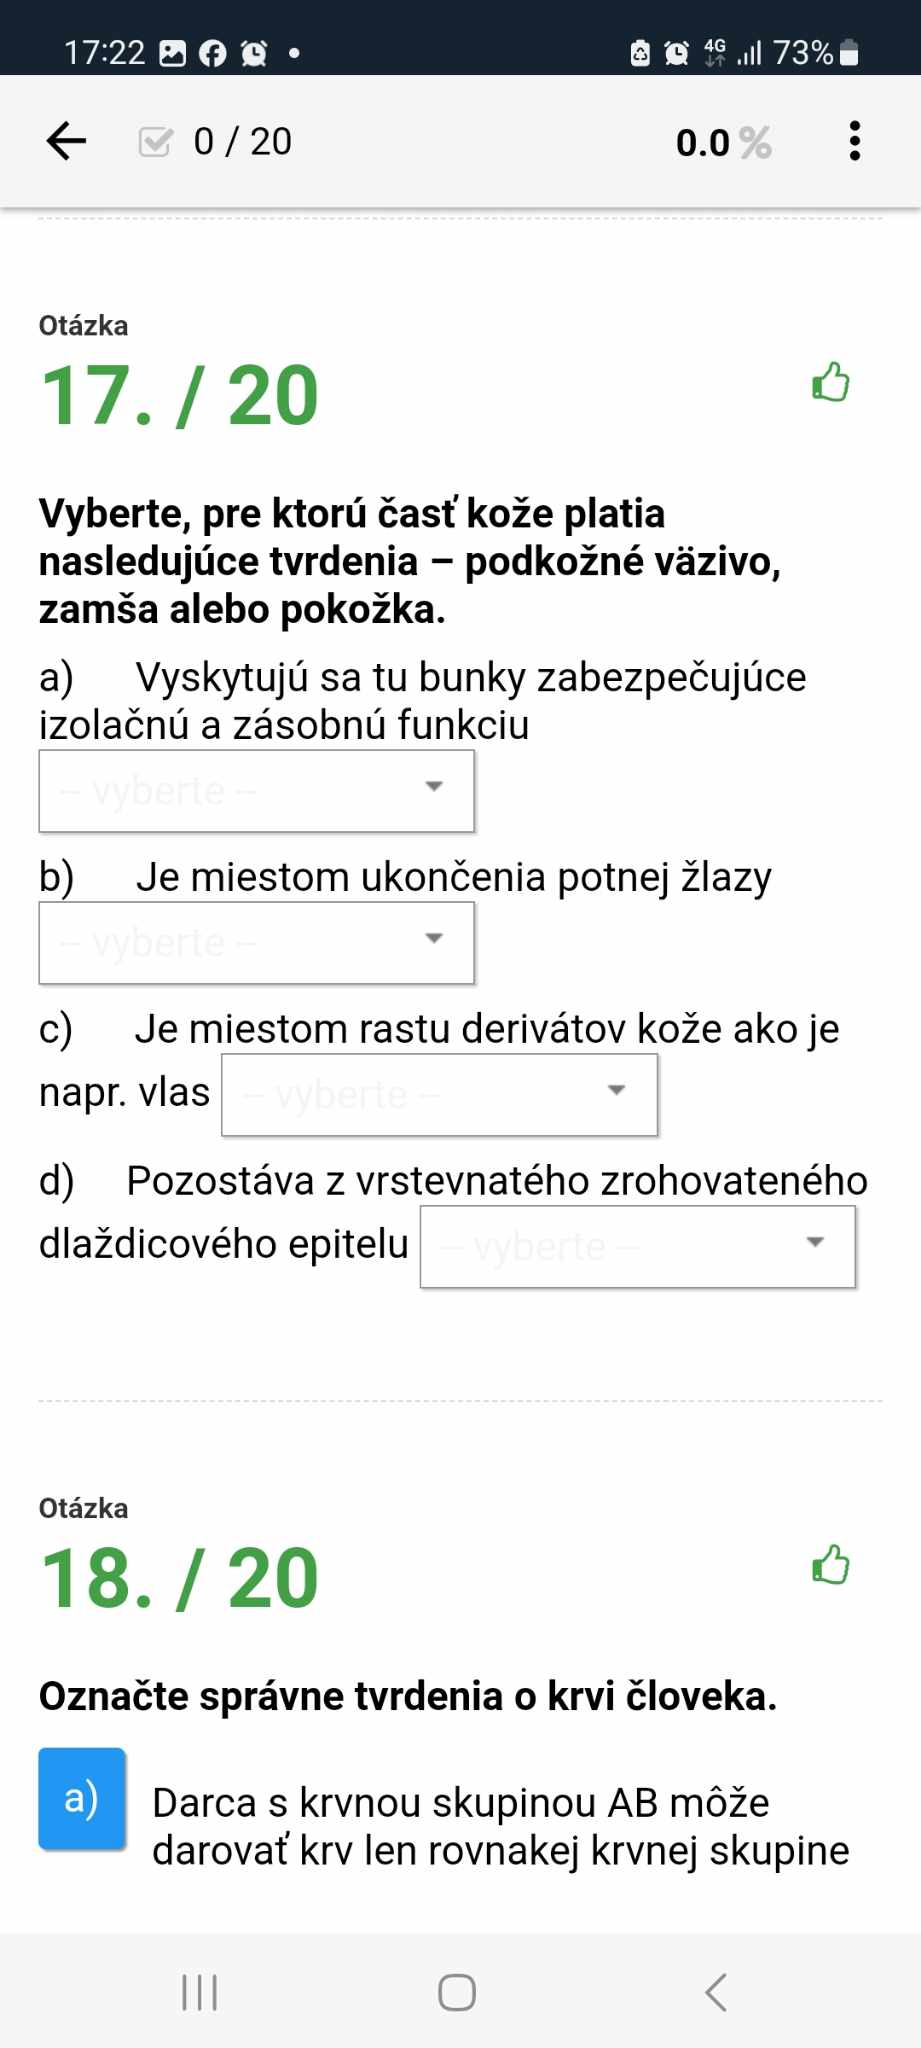 17:22
4G
73%
0 / 20
0.0 %
Otázka
17. / 20
Vyberte, pre ktorú časť kože platia
nasledujúce tvrdenia – podkožné väzivo,
zamša alebo pokožka.
a) Vyskytujú sa tu bunky zabezpečujúce
izolačnú a zásobnú funkciu
-- vyberte --
b) Je miestom ukončenia potnej žľazy
-- vyberte --
c) Je miestom rastu derivátov kože ako je
napr. vlas -- vyberte --
d) Pozostáva z vrstevnatého zrohovateného
dlaždicového epitelu -- vyberte --
Otázka
18. / 20
Označte správne tvrdenia o krvi človeka.
a) Darca s krvnou skupinou AB môže
darovať krv len rovnakej krvnej skupine